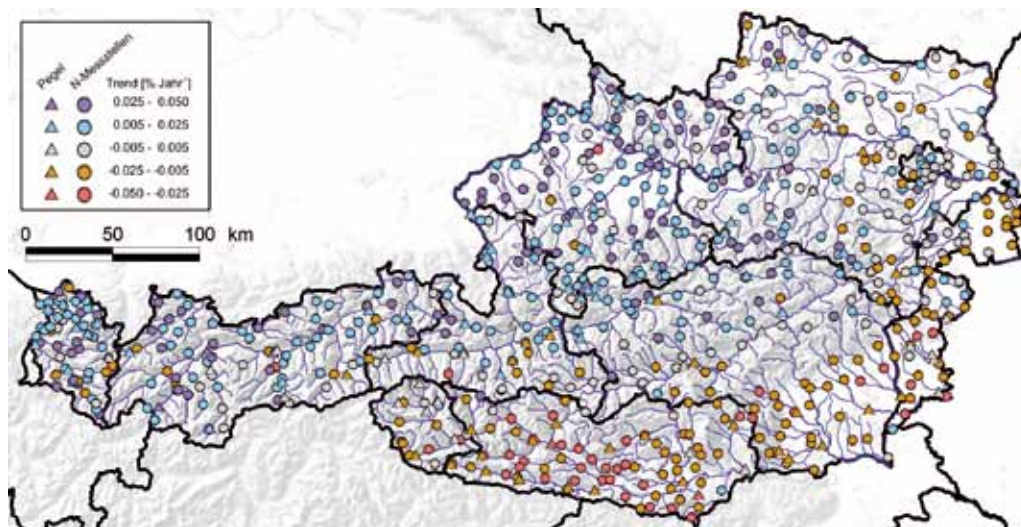 Pegel
N-Messstellen
Trend [% Jahr⁻]
0.025 - 0.050
0.005 - 0.025
-0.005 - 0.005
-0.025 - -0.005
-0.050 - -0.025
0 50 100 km